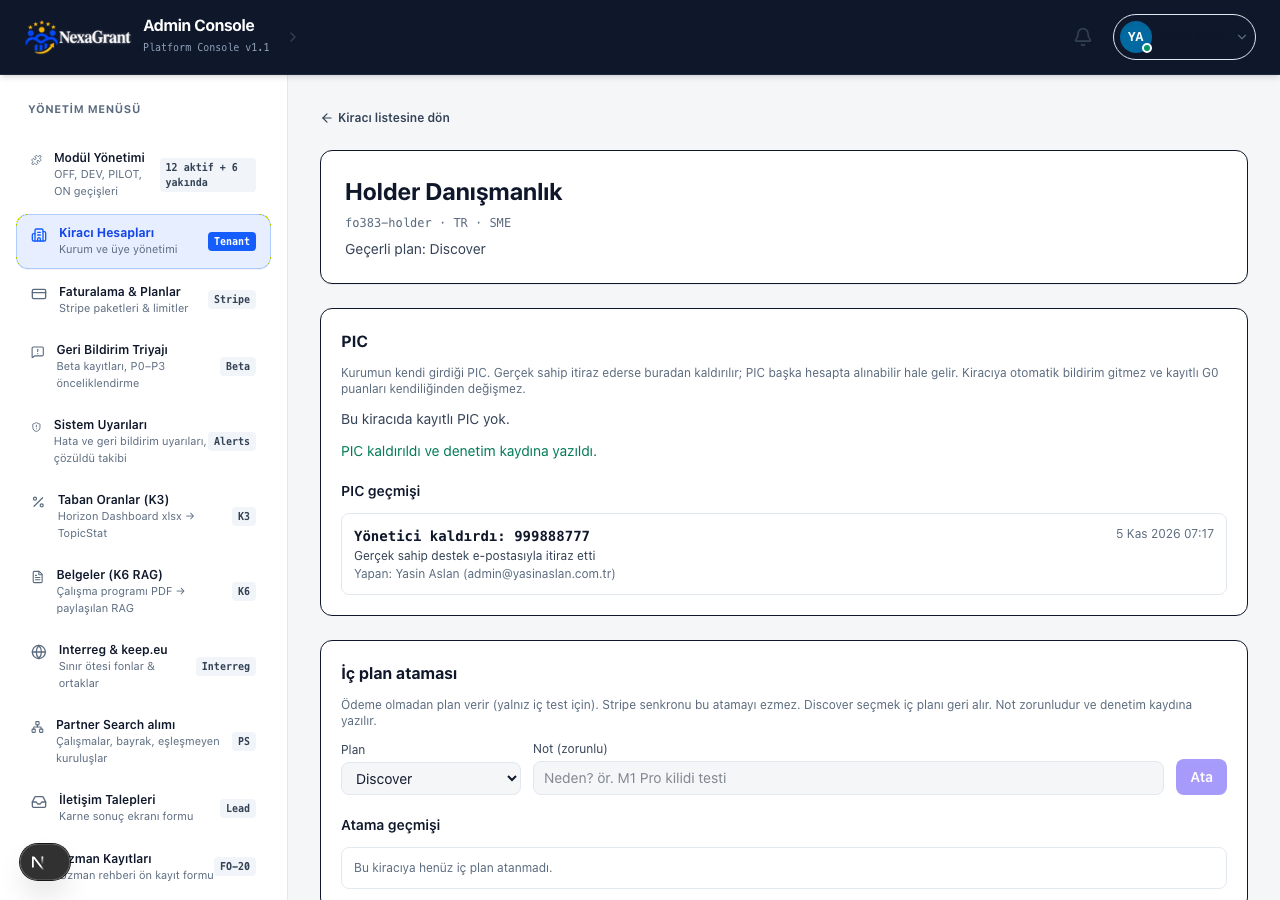 NexaGrant
Admin Console
Platform Console v1.1
YA
YÖNETİM MENÜSÜ
Modül Yönetimi
OFF, DEV, PILOT,
ON geçişleri
12 aktif + 6
yakında
Kiracı Hesapları
Kurum ve üye yönetimi
Tenant
Faturalama & Planlar
Stripe paketleri & limitler
Stripe
Geri Bildirim Triyajı
Beta kayıtları, P0–P3
önceliklendirme
Beta
Sistem Uyarıları
Hata ve geri bildirim uyarıları,
çözüldü takibi
Alerts
Taban Oranlar (K3)
Horizon Dashboard xlsx →
TopicStat
K3
Belgeler (K6 RAG)
Çalışma programı PDF →
paylaşılan RAG
K6
Interreg & keep.eu
Sınır ötesi fonlar &
ortaklar
Interreg
Partner Search alımı
Çalışmalar, bayrak, eşleşmeyen
kuruluşlar
PS
İletişim Talepleri
Karne sonuç ekranı formu
Lead
zman Kayıtları
zman rehberi ön kayıt formu
FO-20
N
← Kiracı listesine dön
Holder Danışmanlık
fo383-holder · TR · SME
Geçerli plan: Discover
PIC
Kurumun kendi girdiği PIC. Gerçek sahip itiraz ederse buradan kaldırılır; PIC başka hesapta alınabilir hale gelir. Kiracıya otomatik bildirim gitmez ve kayıtlı G0
puanları kendiliğinden değişmez.
Bu kiracıda kayıtlı PIC yok.
PIC kaldırıldı ve denetim kaydına yazıldı.
PIC geçmişi
Yönetici kaldırdı: 999888777
5 Kas 2026 07:17
Gerçek sahip destek e-postasıyla itiraz etti
Yapan: Yasin Aslan (admin@yasinaslan.com.tr)
İç plan ataması
Ödeme olmadan plan verir (yalnız iç test için). Stripe senkronu bu atamayı ezmez. Discover seçmek iç planı geri alır. Not zorunludur ve denetim kaydına
yazılır.
Plan
Not (zorunlu)
Discover
Neden? ör. M1 Pro kilidi testi
Ata
Atama geçmişi
Bu kiracıya henüz iç plan atanmadı.